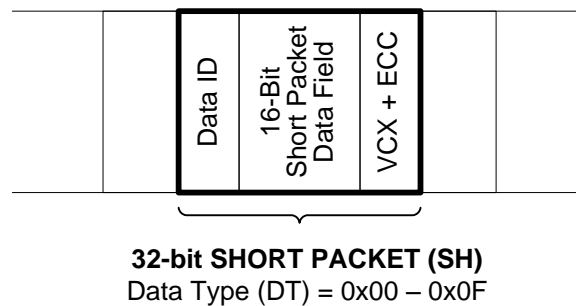 Data ID
16-Bit
Short Packet
Data Field
VCX + ECC
32-bit SHORT PACKET (SH)
Data Type (DT) = 0x00 – 0x0F